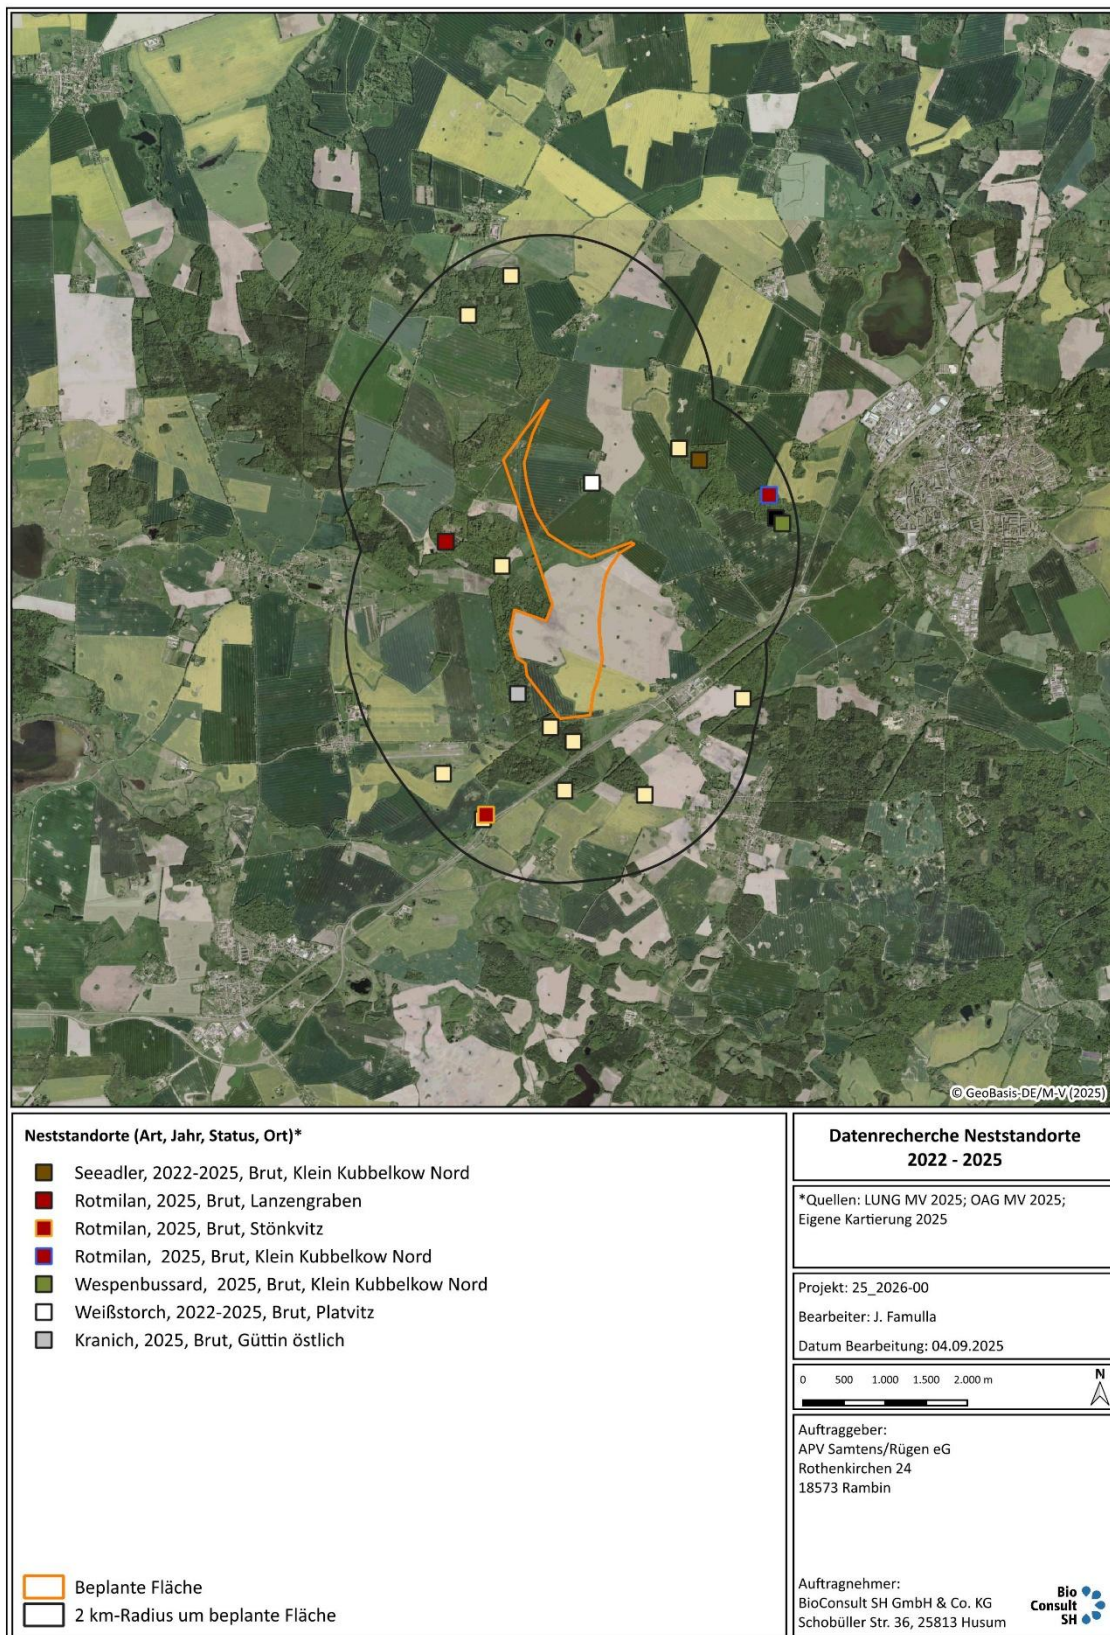 © GeoBasis-DE/M-V (2025)
Neststandorte (Art, Jahr, Status, Ort)*
Seeadler, 2022-2025, Brut, Klein Kubbelkow Nord
Rotmilan, 2025, Brut, Lanzengraben
Rotmilan, 2025, Brut, Stönkvitz
Rotmilan, 2025, Brut, Klein Kubbelkow Nord
Wespenbussard, 2025, Brut, Klein Kubbelkow Nord
Weißstorch, 2022-2025, Brut, Platvitz
Kranich, 2025, Brut, Güttin östlich
Beplante Fläche
2 km-Radius um beplante Fläche
Datenrecherche Neststandorte
2022 - 2025
*Quellen: LUNG MV 2025; OAG MV 2025;
Eigene Kartierung 2025
Projekt: 25_2026-00
Bearbeiter: J. Famulla
Datum Bearbeitung: 04.09.2025
0 500 1.000 1.500 2.000 m
N
Auftraggeber:
APV Samtens/Rügen eG
Rothenkirchen 24
18573 Rambin
Auftragnehmer:
BioConsult SH GmbH & Co. KG
Schobüller Str. 36, 25813 Husum
Bio
Consult
SH